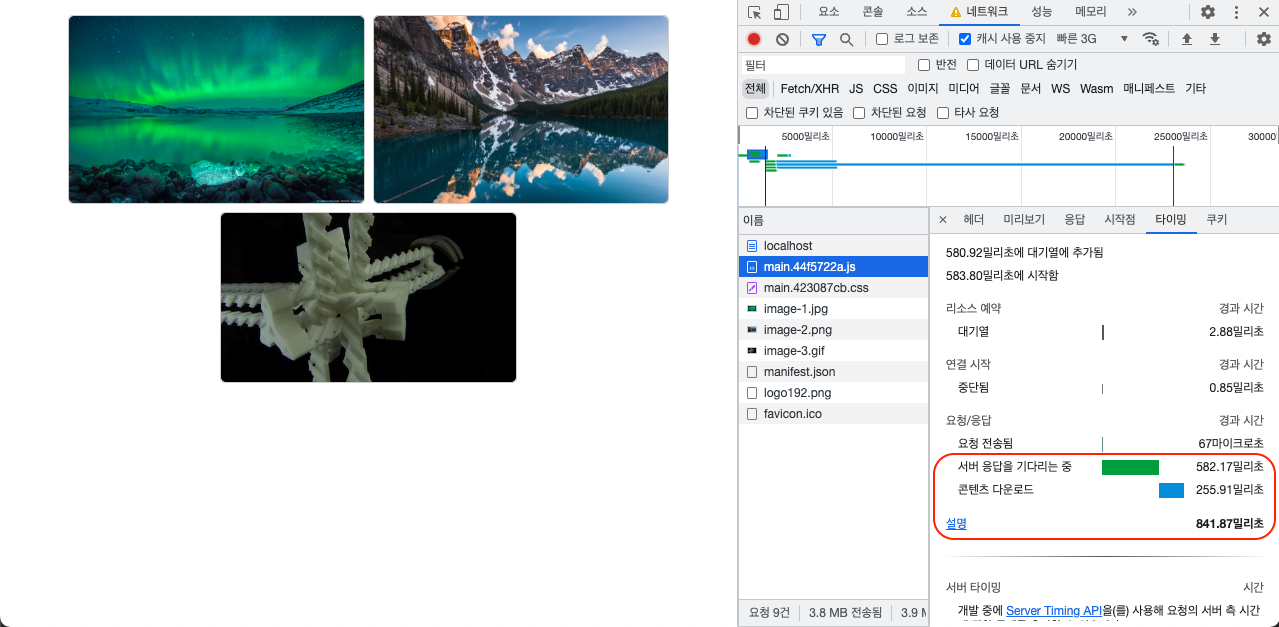 요소 콘솔 소스 네트워크 성능 메모리
로그 보존 캐시 사용 중지 빠른 3G
필터 반전 데이터 URL 숨기기
전체 Fetch/XHR JS CSS 이미지 미디어 글꼴 문서 WS Wasm 매니페스트 기타
차단된 쿠키 있음 차단된 요청 타사 요청
5000밀리초 10000밀리초 15000밀리초 20000밀리초 25000밀리초 30000
이름
localhost
main.44f5722a.js
main.423087cb.css
image-1.jpg
image-2.png
image-3.gif
manifest.json
logo192.png
favicon.ico
요청 9건 3.8 MB 전송됨 3.9 M
× 헤더 미리보기 응답 시작점 타이밍 쿠키
580.92밀리초에 대기열에 추가됨
583.80밀리초에 시작함
리소스 예약 경과 시간
대기열 2.88밀리초
연결 시작 경과 시간
중단됨 0.85밀리초
요청/응답 경과 시간
요청 전송됨 67마이크로초
서버 응답을 기다리는 중 582.17밀리초
콘텐츠 다운로드 255.91밀리초
설명 841.87밀리초
서버 타이밍 시간
개발 중에 Server Timing API을(를) 사용해 요청의 서버 측 시간